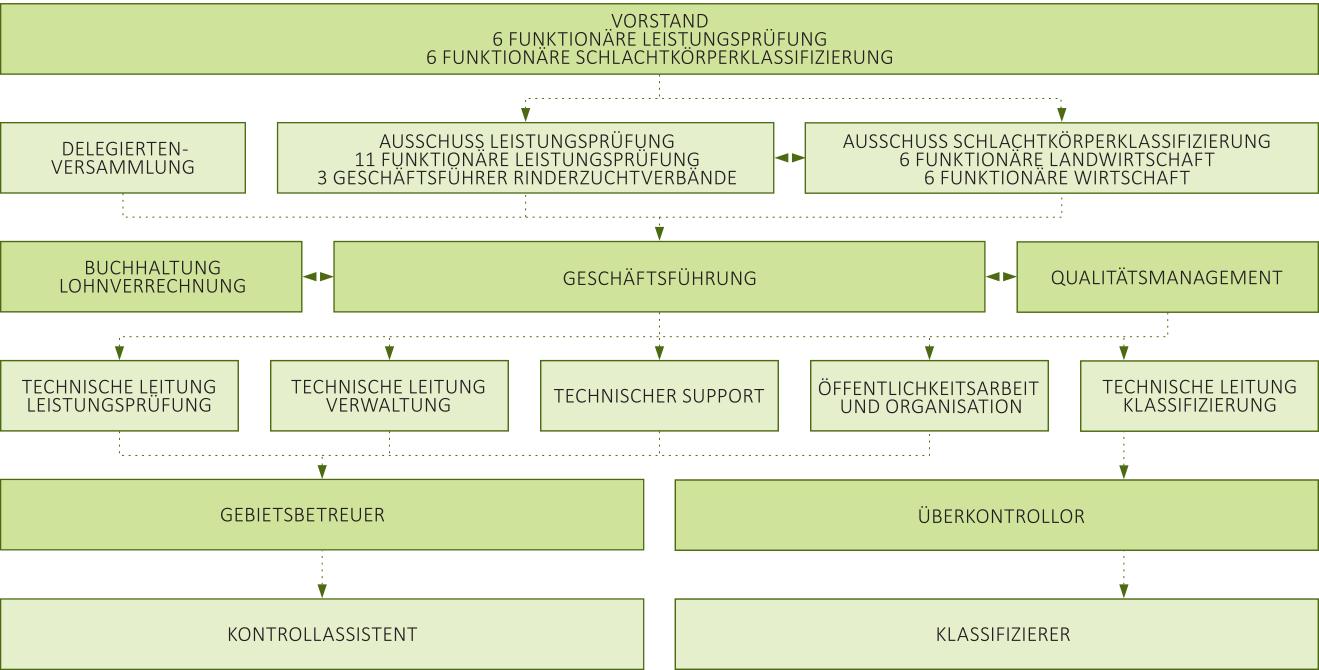 VORSTAND
6 FUNKTIONÄRE LEISTUNGSPRÜFUNG
6 FUNKTIONÄRE SCHLACHTKÖRPERKLASSIFIZIERUNG
DELEGIERTEN-
VERSAMMLUNG
AUSSCHUSS LEISTUNGSPRÜFUNG
11 FUNKTIONÄRE LEISTUNGSPRÜFUNG
3 GESCHÄFTSFÜHRER RINDERZUCHTVERBÄNDE
AUSSCHUSS SCHLACHTKÖRPERKLASSIFIZIERUNG
6 FUNKTIONÄRE LANDWIRTSCHAFT
6 FUNKTIONÄRE WIRTSCHAFT
BUCHHALTUNG
LOHNVERRECHNUNG
GESCHÄFTSFÜHRUNG
QUALITÄTSMANAGEMENT
TECHNISCHE LEITUNG
LEISTUNGSPRÜFUNG
TECHNISCHE LEITUNG
VERWALTUNG
TECHNISCHER SUPPORT
ÖFFENTLICHKEITSARBEIT
UND ORGANISATION
TECHNISCHE LEITUNG
KLASSIFIZIERUNG
GEBIETSBETREUER
ÜBERKONTROLLOR
KONTROLLASSISTENT
KLASSIFIZIERER